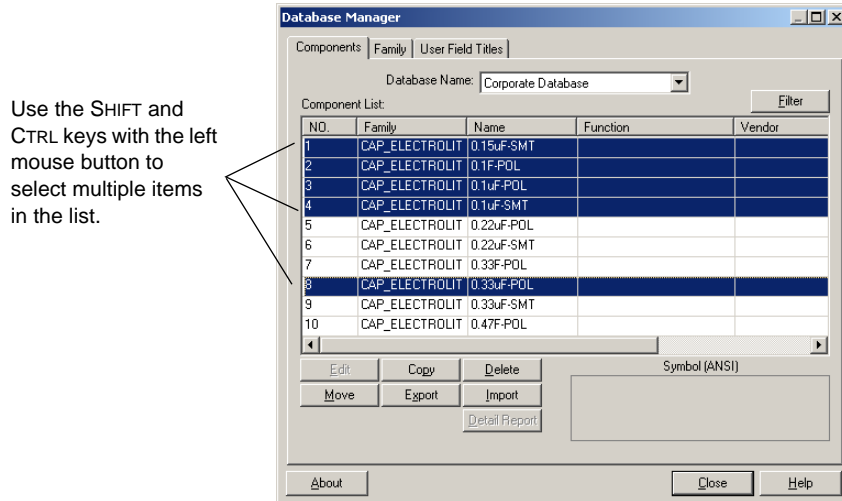 Database Manager
Components Family User Field Titles
Database Name: Corporate Database
Component List:
Filter
NO. Family Name Function Vendor
1 CAP_ELECTROLIT 0.15uF-SMT
2 CAP_ELECTROLIT 0.1F-POL
3 CAP_ELECTROLIT 0.1uF-POL
4 CAP_ELECTROLIT 0.1uF-SMT
5 CAP_ELECTROLIT 0.22uF-POL
6 CAP_ELECTROLIT 0.22uF-SMT
7 CAP_ELECTROLIT 0.33F-POL
8 CAP_ELECTROLIT 0.33uF-POL
9 CAP_ELECTROLIT 0.33uF-SMT
10 CAP_ELECTROLIT 0.47F-POL
Edit Copy Delete
Symbol (ANSI)
Move Export Import
Detail Report
About Close Help
Use the SHIFT and
CTRL keys with the left
mouse button to
select multiple items
in the list.